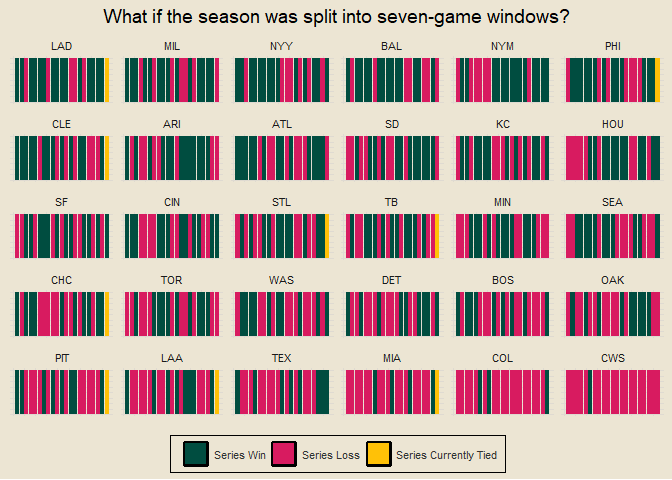 What if the season was split into seven-game windows?
LAD MIL NYY BAL NYM PHI
CLE ARI ATL SD KC HOU
SF CIN STL TB MIN SEA
CHC TOR WAS DET BOS OAK
PIT LAA TEX MIA COL CWS
Series Win Series Loss Series Currently Tied